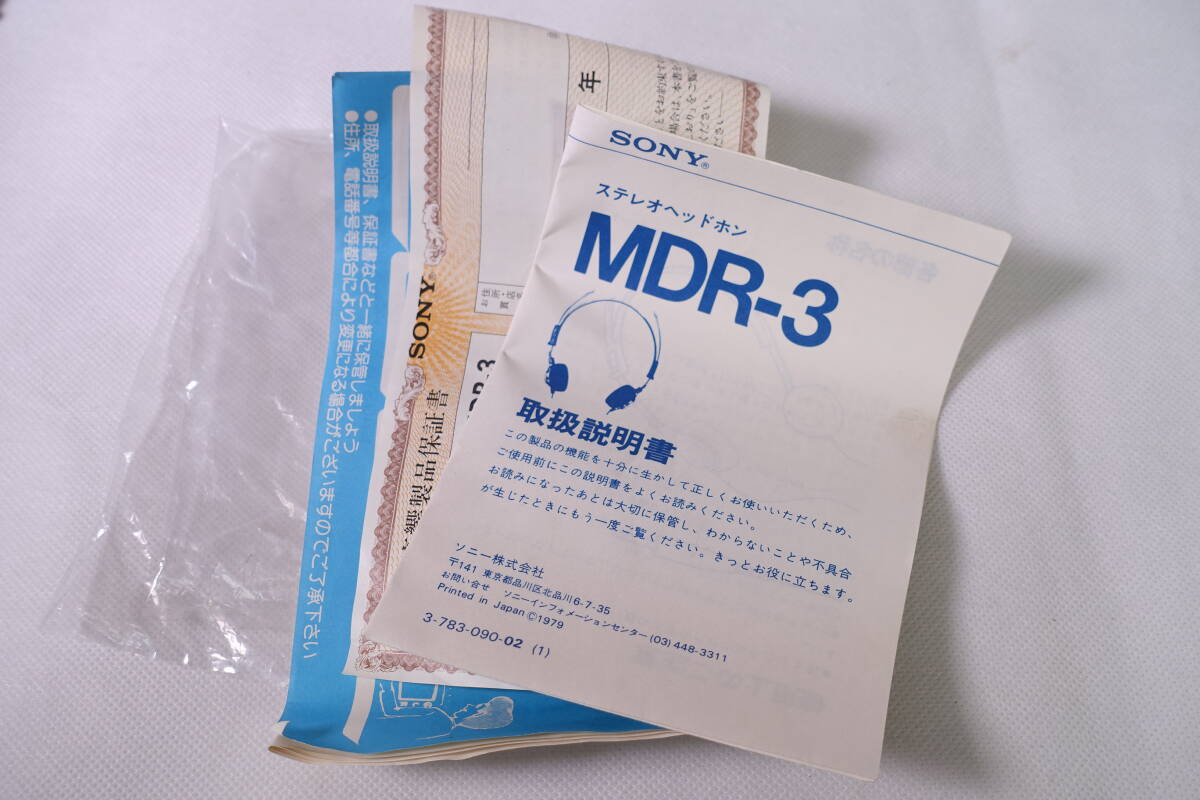 SONY®
ステレオヘッドホン
MDR-3
取扱説明書
この製品の機能を十分に生かして正しくお使いいただくため、
ご使用前にこの説明書をよくお読みください。
お読みになったあとは大切に保管し、わからないことや不具合
が生じたときにもう一度ご覧ください。きっとお役に立ちます。
ソニー株式会社
〒141 東京都品川区北品川6-7-35
お問い合せ ソニーインフォメーションセンター (03) 448-3311
Printed in Japan ©1979
3-783-090-02 (1)
年
SONY
製品保証書
●取扱説明書、保証書などと一緒に保管しましよう
●住所、電話番号等都合により変更になる場合がございますのでご了承下さい